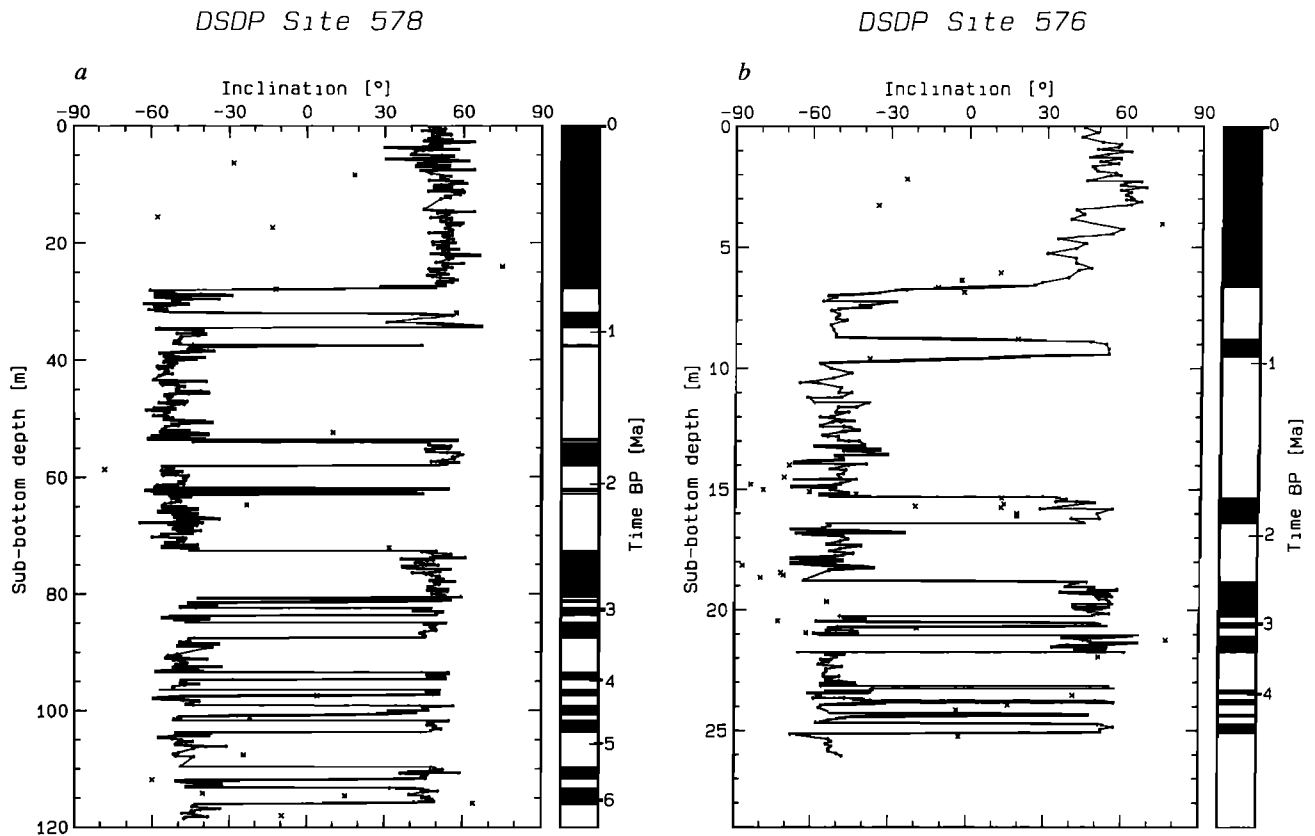 DSDP Site 578
DSDP Site 576
a
Inclination [°]
-90 -60 -30 0 30 60 90
0
20
40
60
80
100
120
Sub-bottom depth [m]
0
1
2
3
4
5
6
Time BP [Ma]
b
Inclination [°]
-90 -60 -30 0 30 60 90
0
5
10
15
20
25
Sub-bottom depth [m]
0
1
2
3
4
Time BP [Ma]